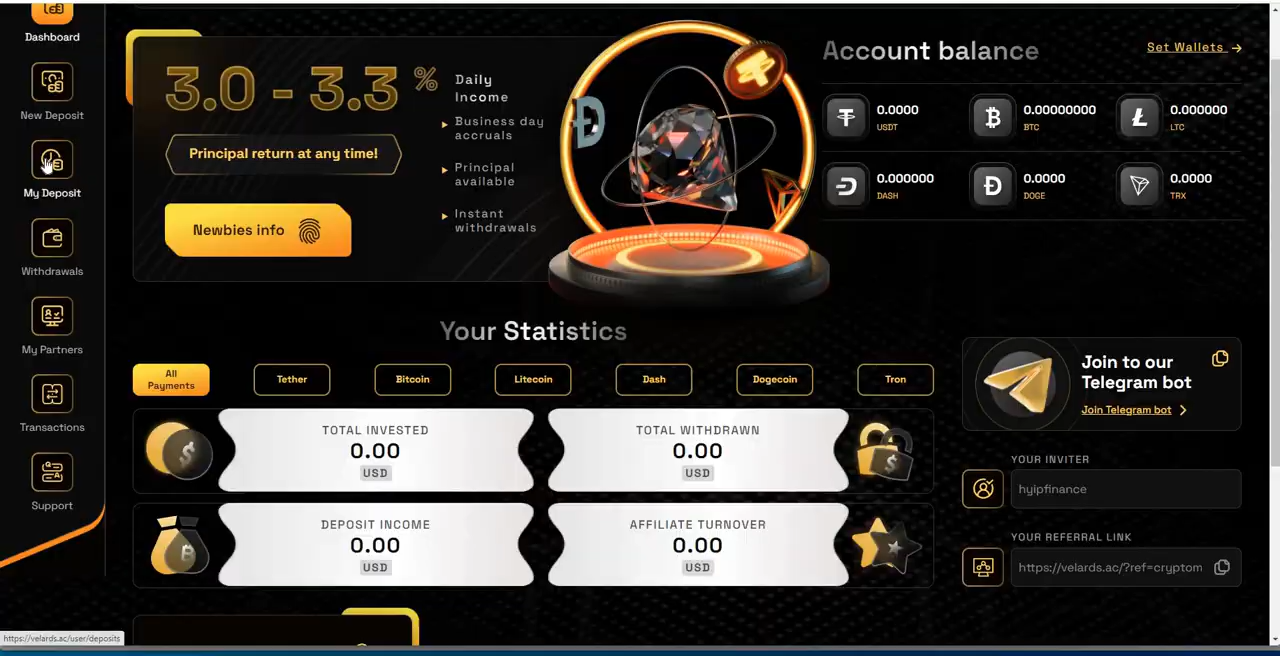 Dashboard
New Deposit
My Deposit
Withdrawals
My Partners
Transactions
Support
3.0 - 3.3 %
Principal return at any time!
Newbies info
Daily
Income
Business day
accruals
Principal
available
Instant
withdrawals
Account balance
Set Wallets →
0.0000
USDT
0.00000000
BTC
0.000000
LTC
0.000000
DASH
0.0000
DOGE
0.0000
TRX
Your Statistics
All
Payments
Tether
Bitcoin
Litecoin
Dash
Dogecoin
Tron
TOTAL INVESTED
0.00
USD
TOTAL WITHDRAWN
0.00
USD
DEPOSIT INCOME
0.00
USD
AFFILIATE TURNOVER
0.00
USD
Join to our
Telegram bot
Join Telegram bot
YOUR INVITER
hyipfinance
YOUR REFERRAL LINK
https://velards.ac/?ref=cryptom
https://velards.ac/user/deposits